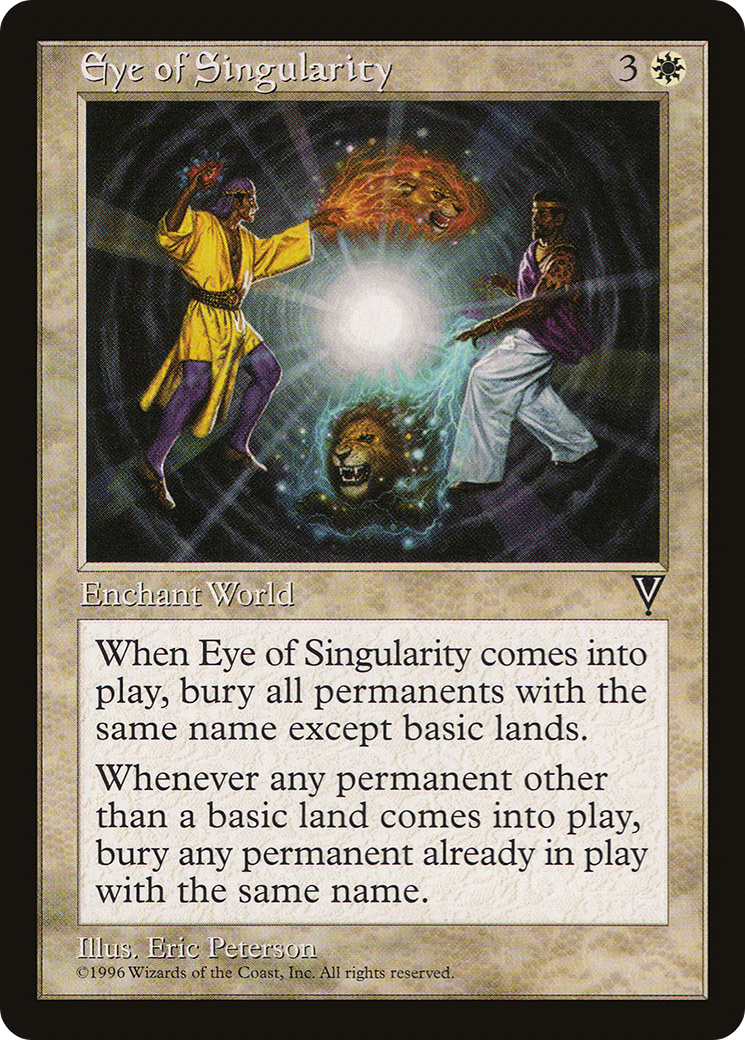 Eye of Singularity 3
Enchant World V
When Eye of Singularity comes into
play, bury all permanents with the
same name except basic lands.
Whenever any permanent other
than a basic land comes into play,
bury any permanent already in play
with the same name.
Illus. Eric Peterson
©1996 Wizards of the Coast, Inc. All rights reserved.